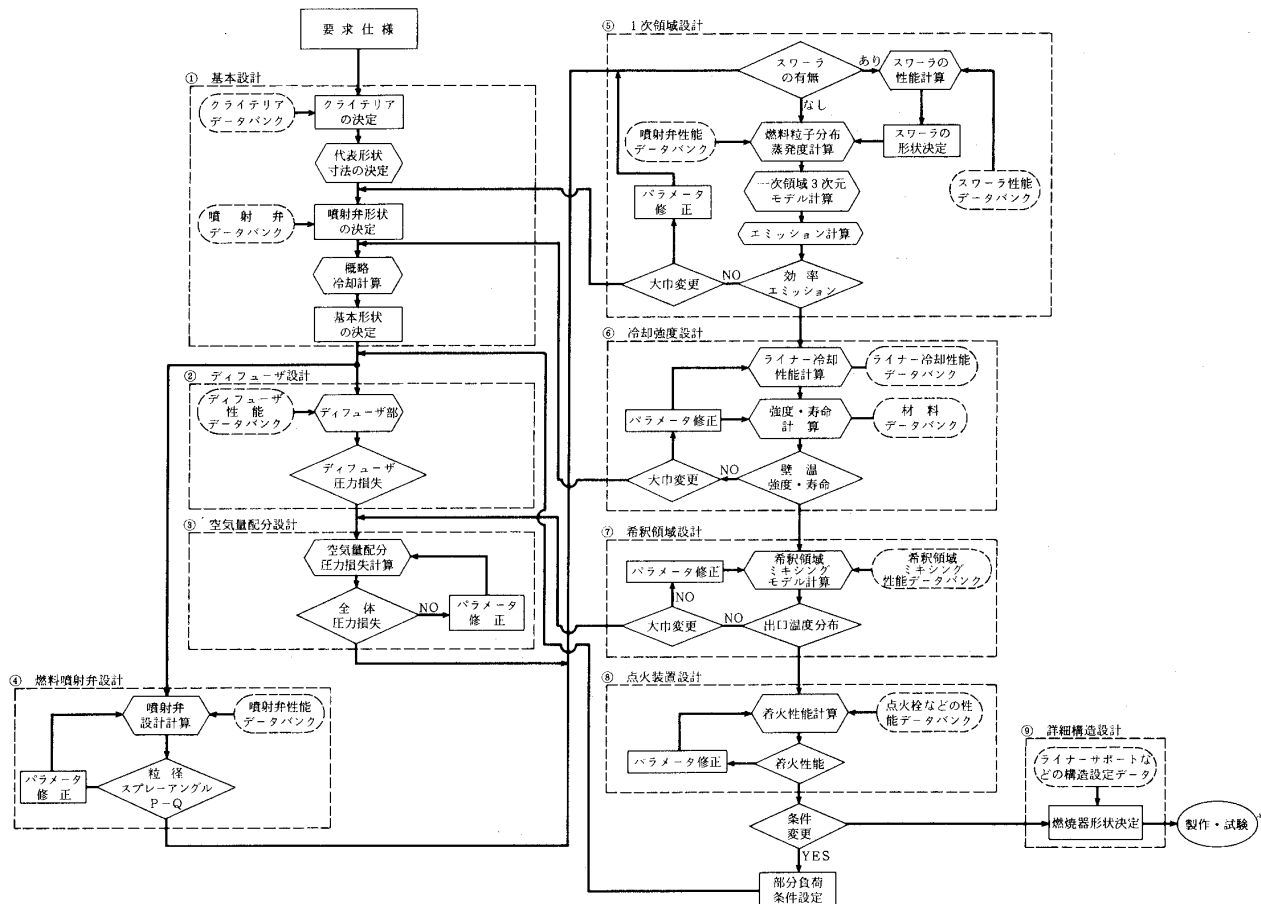 要求仕様
① 基本設計
クライテリア
データバンク
クライテリア
の決定
代表形状
寸法の決定
噴射弁
データバンク
噴射弁形状
の決定
概略
冷却計算
基本形状
の決定
② ディフューザ設計
ディフューザ
性能
データバンク
ディフューザ部
ディフューザ
圧力損失
③ 空気量配分設計
空気量配分
圧力損失計算
全体
圧力損失
NO
パラメータ
修正
④ 燃料噴射弁設計
噴射弁
設計計算
噴射弁性能
データバンク
パラメータ
修正
粒径
スプレーアングル
P-Q
⑤ 1次領域設計
スワーラ
の有無
あり
スワーラの
性能計算
なし
噴射弁性能
データバンク
燃料粒子分布
蒸発度計算
スワーラの
形状決定
スワーラ性能
データバンク
パラメータ
修正
一次領域3次元
モデル計算
エミッション計算
大巾変更
NO
効率
エミッション
⑥ 冷却強度設計
ライナー冷却
性能計算
ライナー冷却性能
データバンク
パラメータ修正
強度・寿命
計算
材料
データバンク
大巾変更
NO
壁温
強度・寿命
⑦ 希釈領域設計
パラメータ修正
希釈領域
ミキシング
モデル計算
希釈領域
ミキシング
性能データバンク
NO
大巾変更
NO
出口温度分布
⑧ 点火装置設計
着火性能計算
点火栓などの性
能データバンク
パラメータ修正
着火性能
条件
変更
YES
部分負荷
条件設定
⑨ 詳細構造設計
ライナーサポートな
どの構造設定データ
燃焼器形状決定
製作・試験